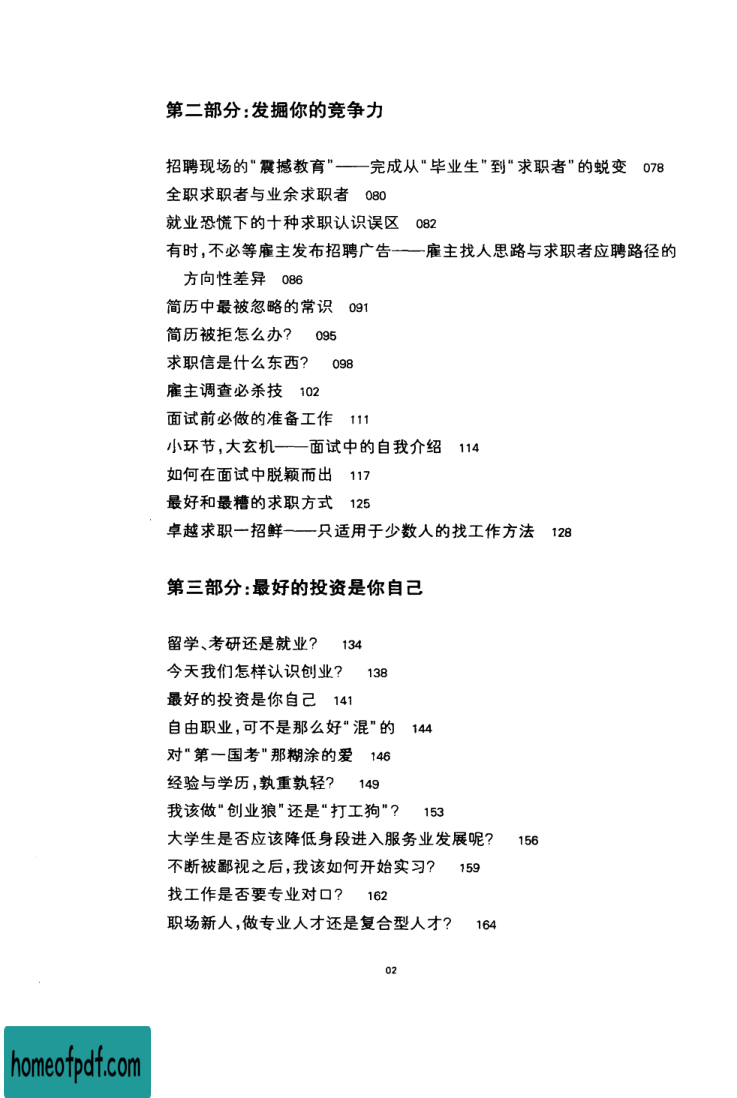 第二部分:发掘你的竞争力
招聘现场的“震撼教育”——完成从“毕业生”到“求职者”的蜕变 078
全职求职者与业余求职者 080
就业恐慌下的十种求职认识误区 082
有时,不必等雇主发布招聘广告——雇主找人思路与求职者应聘路径的
方向性差异 086
简历中最被忽略的常识 091
简历被拒怎么办? 095
求职信是什么东西? 098
雇主调查必杀技 102
面试前必做的准备工作 111
小环节,大玄机——面试中的自我介绍 114
如何在面试中脱颖而出 117
最好和最糟的求职方式 125
卓越求职一招鲜——只适用于少数人的找工作方法 128
第三部分:最好的投资是你自己
留学、考研还是就业? 134
今天我们怎样认识创业? 138
最好的投资是你自己 141
自由职业,可不是那么好“混”的 144
对“第一国考”那糊涂的爱 146
经验与学历,孰重孰轻? 149
我该做“创业狼”还是“打工狗”? 153
大学生是否应该降低身段进入服务业发展呢? 156
不断被鄙视之后,我该如何开始实习? 159
找工作是否要专业对口? 162
职场新人,做专业人才还是复合型人才? 164
02
homeofpdf.com